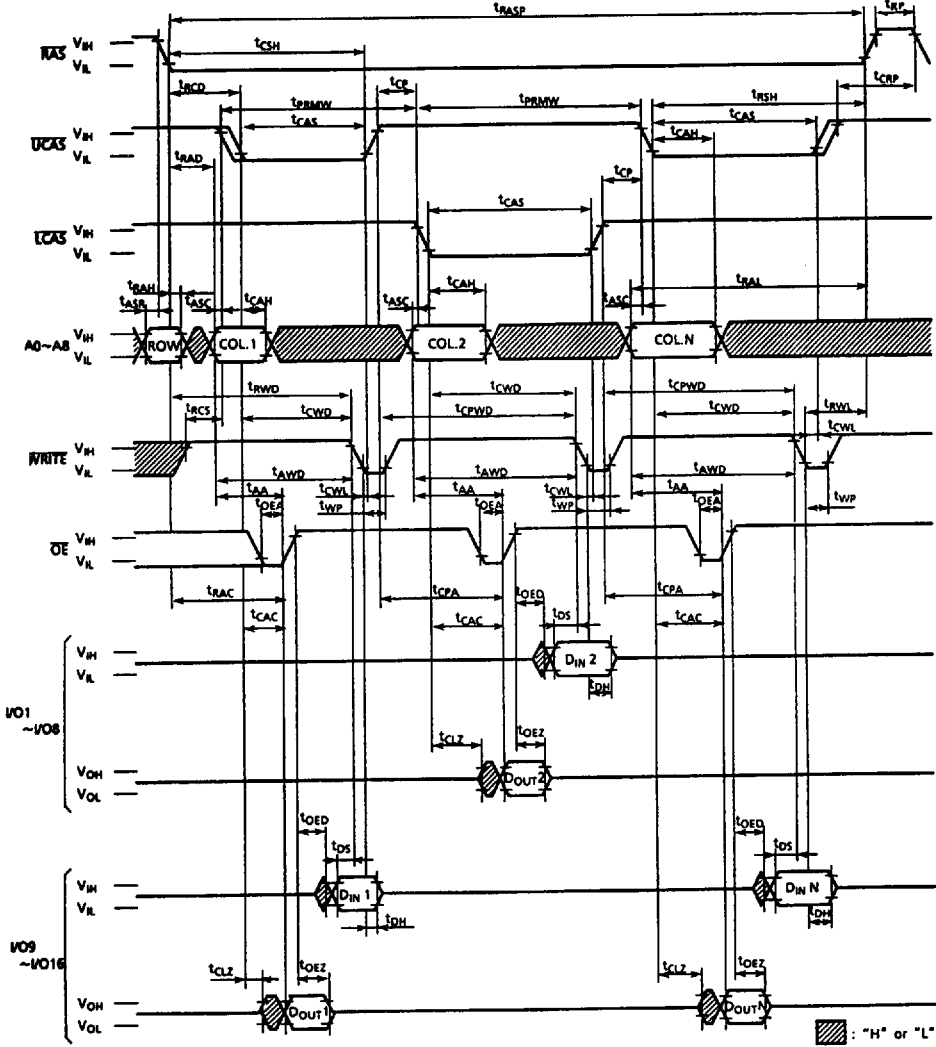 tRASP tRP
RAS VIH
VIL
tCSH
tRCD tCP tCRP
tPRMW tPRMW tRSH
UCAS VIH
VIL
tCAS tCAS
tRAD tCAH
tCP
tCAS
LCAS VIH
VIL
tRAH tCAH tRAL
tASR tASC tCAH tASC tASC
A0~A8 VIH
VIL
ROW COL.1 COL.2 COL.N
tRWD tCWD tCPWD
tRCS tCWD tCPWD tCWD tRWL
WRITE VIH
VIL
tCWL
tAWD tAWD tAWD
tAA tCWL tAA tCWL tAA
tOEA tWP tOEA tWP tOEA tWP
OE VIH
VIL
tRAC tCPA tCPA
tOED
tCAC tCAC tDS tCAC
I/O1
~I/O8
VIH
VIL
DIN 2
tDH
tCLZ tOEZ
VOH
VOL
DOUT 2
tOED tOED
tDS tDS
I/O9
~I/O16
VIH
VIL
DIN 1 DIN N
tDH tDH
tCLZ tOEZ tCLZ tOEZ
VOH
VOL
DOUT 1 DOUT N
: "H" or "L"